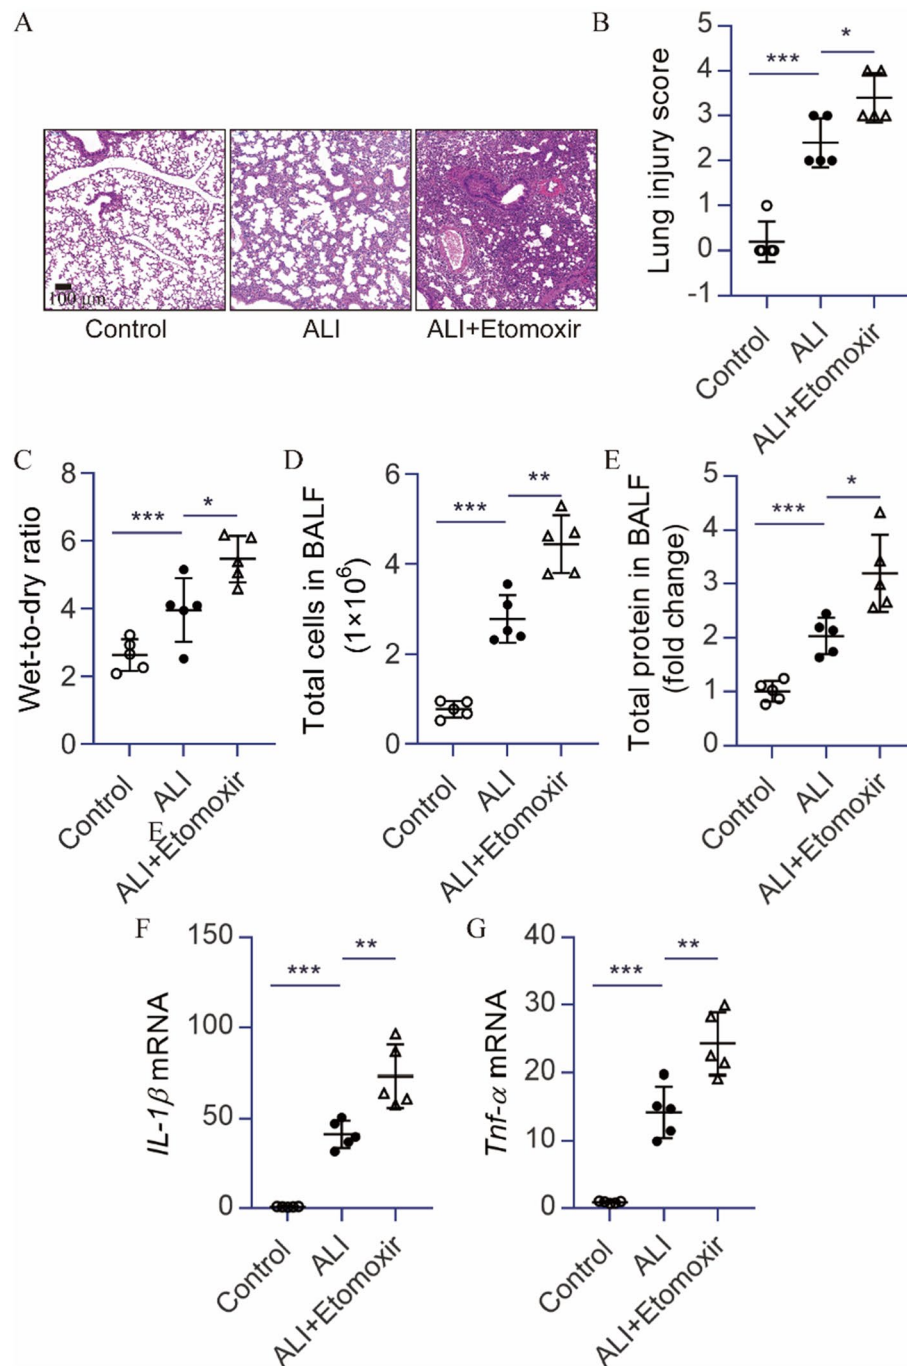 A
100 μm
Control
ALI
ALI+Etomoxir
B
Lung injury score
5
4
3
2
1
0
-1
***
*
Control
ALI
ALI+Etomoxir
C
Wet-to-dry ratio
8
6
4
2
0
***
*
Control
ALI
ALI+Etomoxir
E
D
Total cells in BALF
(1×10⁶)
6
4
2
0
***
**
Control
ALI
ALI+Etomoxir
E
Total protein in BALF
(fold change)
5
4
3
2
1
0
***
*
Control
ALI
ALI+Etomoxir
F
IL-1β mRNA
150
100
50
0
***
**
Control
ALI
ALI+Etomoxir
G
Tnf-α mRNA
40
30
20
10
0
***
**
Control
ALI
ALI+Etomoxir